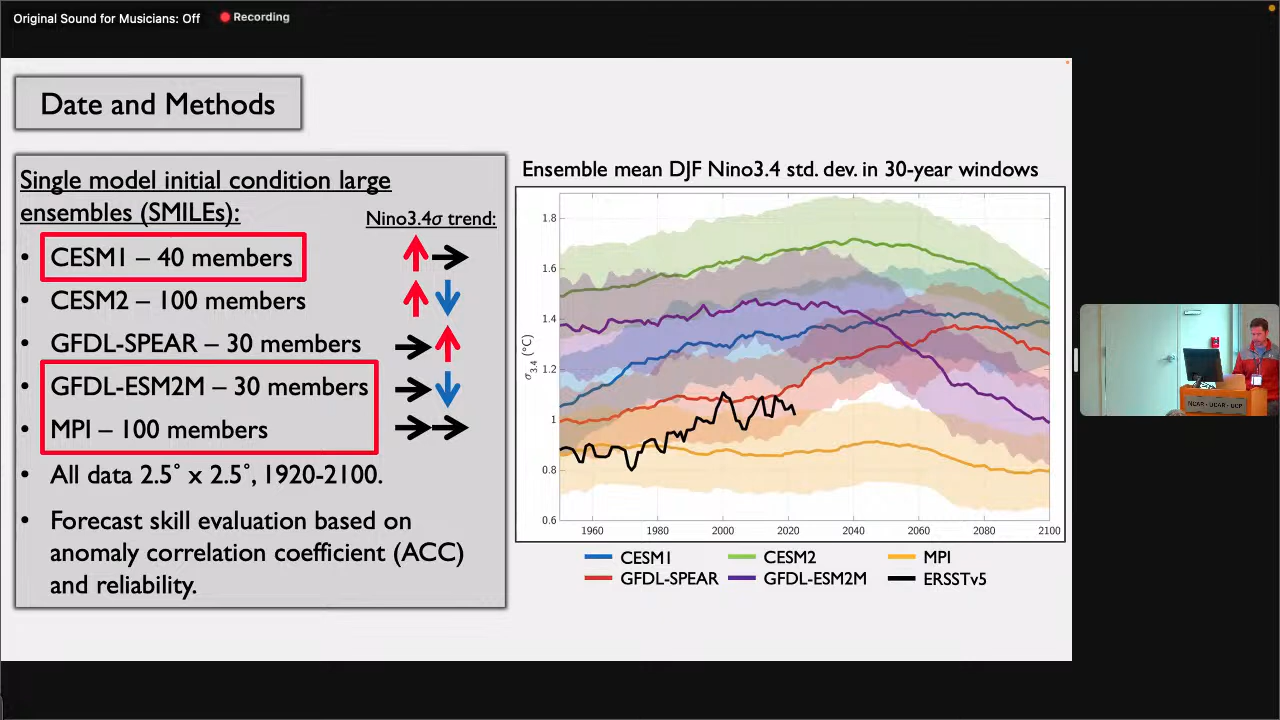 Original Sound for Musicians: Off
Recording
Date and Methods
Single model initial condition large
ensembles (SMILEs):
Nino3.4σ trend:
• CESM1 – 40 members
• CESM2 – 100 members
• GFDL-SPEAR – 30 members
• GFDL-ESM2M – 30 members
• MPI – 100 members
• All data 2.5° x 2.5°, 1920-2100.
• Forecast skill evaluation based on
anomaly correlation coefficient (ACC)
and reliability.
Ensemble mean DJF Nino3.4 std. dev. in 30-year windows
σ3.4 (°C)
1.8
1.6
1.4
1.2
1
0.8
0.6
1960 1980 2000 2020 2040 2060 2080 2100
CESM1 CESM2 MPI
GFDL-SPEAR GFDL-ESM2M ERSSTv5
NCAR - UCAR - UCP